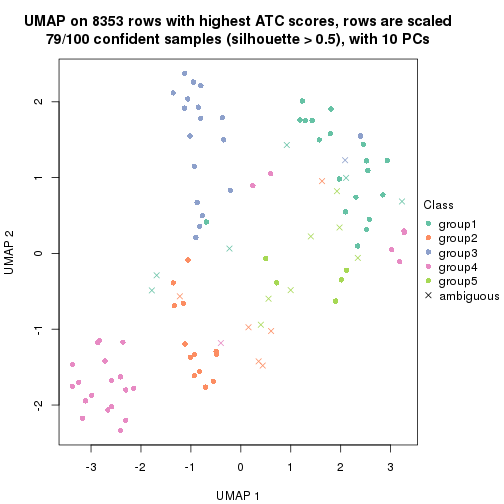 UMAP on 8353 rows with highest ATC scores, rows are scaled
79/100 confident samples (silhouette > 0.5), with 10 PCs
2
1
0
-1
-2
UMAP 2
-3
-2
-1
0
1
2
3
UMAP 1
Class
group1
group2
group3
group4
group5
ambiguous